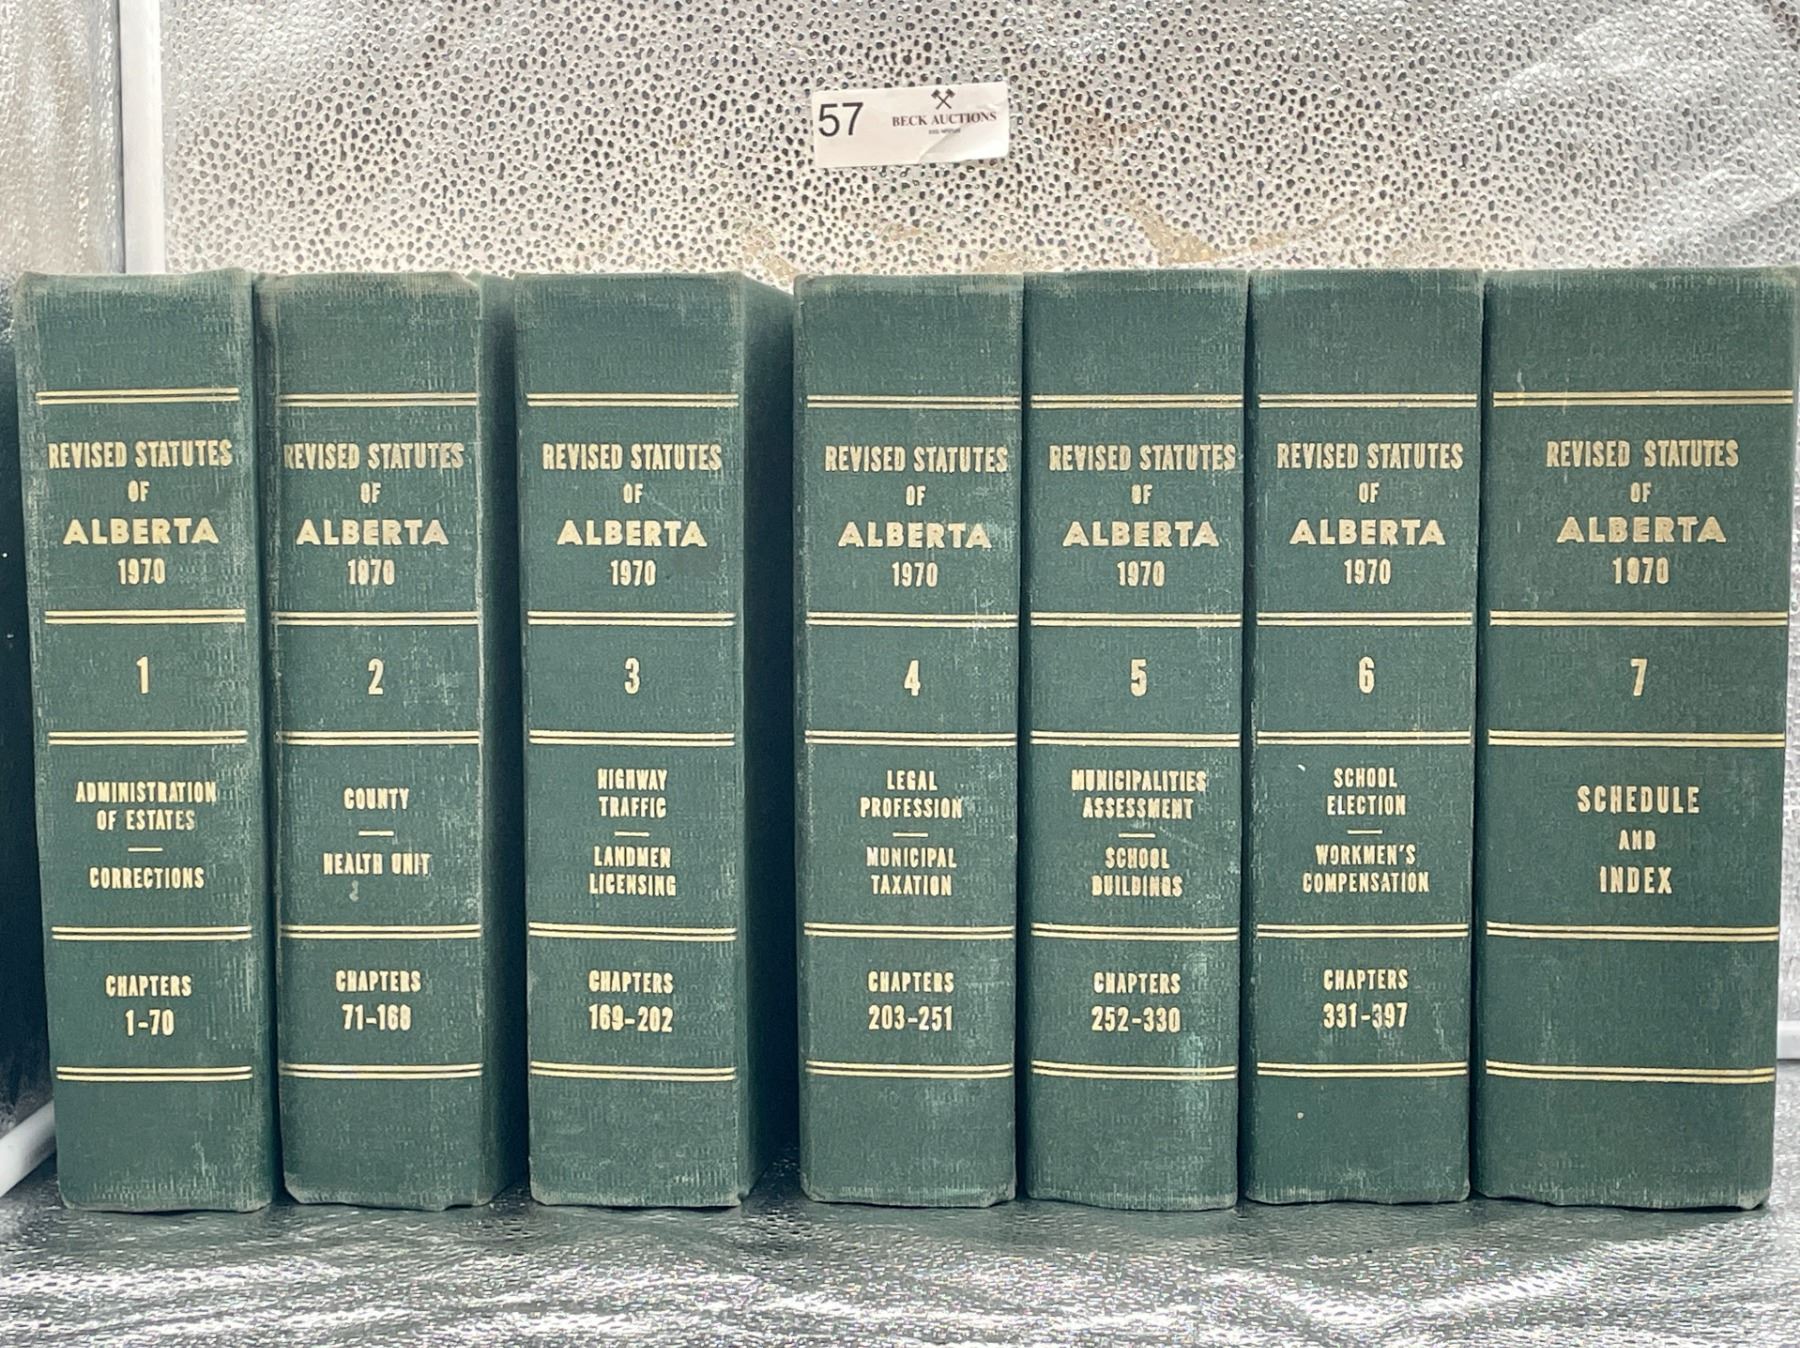 57
BECK AUCTIONS
REVISED STATUTES
OF
ALBERTA
1970
1
ADMINISTRATION
OF ESTATES
CORRECTIONS
CHAPTERS
1-70
REVISED STATUTES
OF
ALBERTA
1970
2
COUNTY
HEALTH UNIT
CHAPTERS
71-168
REVISED STATUTES
OF
ALBERTA
1970
3
HIGHWAY
TRAFFIC
LANDMEN
LICENSING
CHAPTERS
169-202
REVISED STATUTES
OF
ALBERTA
1970
4
LEGAL
PROFESSION
MUNICIPAL
TAXATION
CHAPTERS
203-251
REVISED STATUTES
OF
ALBERTA
1970
5
MUNICIPALITIES
ASSESSMENT
SCHOOL
BUILDINGS
CHAPTERS
252-330
REVISED STATUTES
OF
ALBERTA
1970
6
SCHOOL
ELECTION
WORKMEN'S
COMPENSATION
CHAPTERS
331-397
REVISED STATUTES
OF
ALBERTA
1970
7
SCHEDULE
AND
INDEX